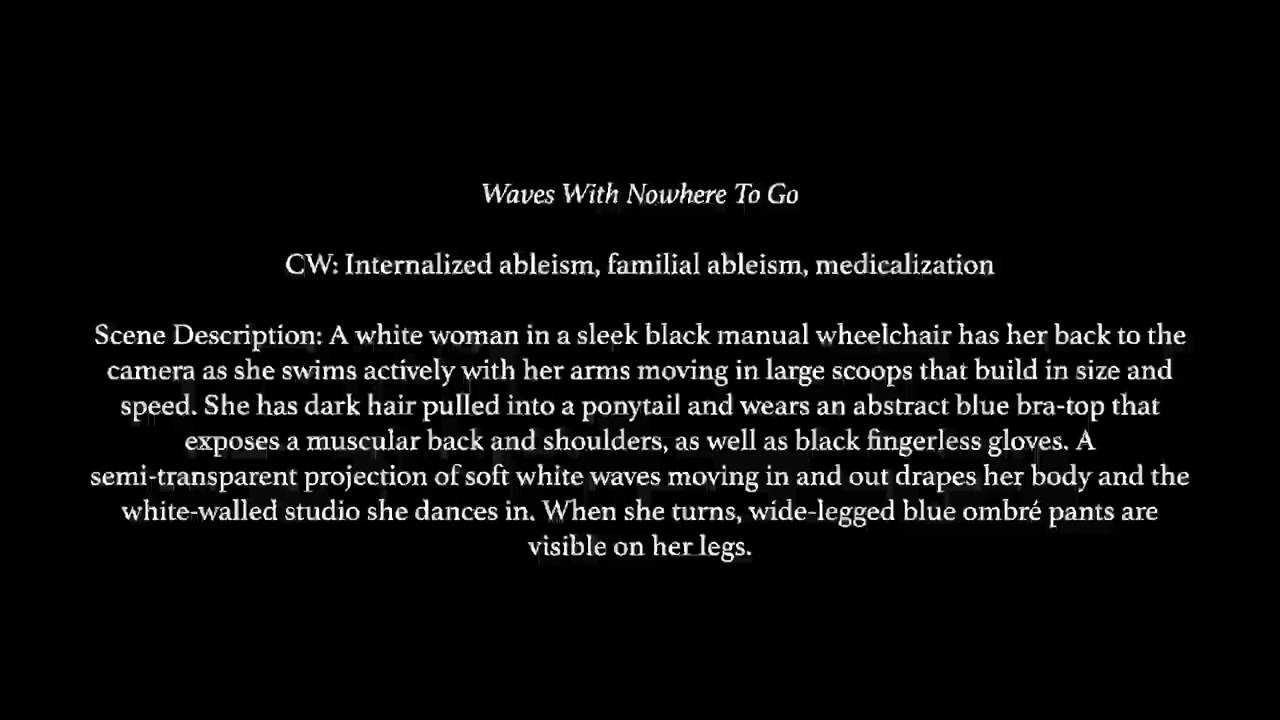 Waves With Nowhere To Go
CW: Internalized ableism, familial ableism, medicalization
Scene Description: A white woman in a sleek black manual wheelchair has her back to the
camera as she swims actively with her arms moving in large scoops that build in size and
speed. She has dark hair pulled into a ponytail and wears an abstract blue bra-top that
exposes a muscular back and shoulders, as well as black fingerless gloves. A
semi-transparent projection of soft white waves moving in and out drapes her body and the
white-walled studio she dances in. When she turns, wide-legged blue ombré pants are
visible on her legs.